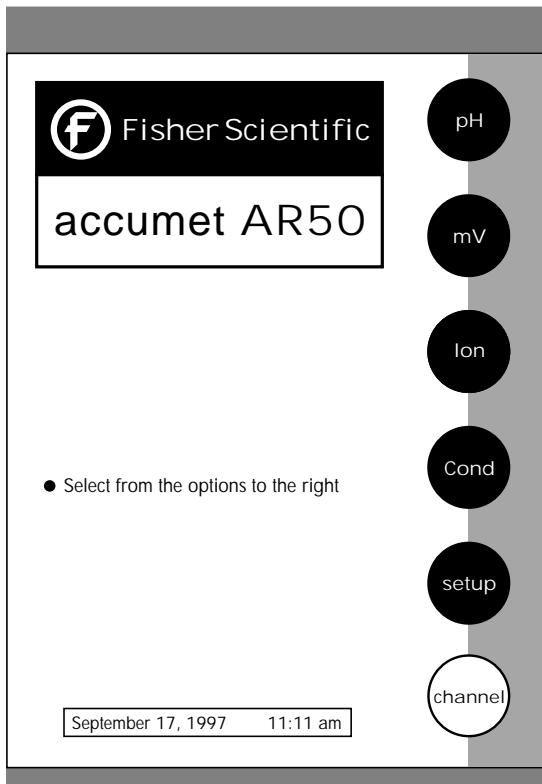 Fisher Scientific
accumet AR50
pH
mV
Ion
Cond
setup
channel
● Select from the options to the right
September 17, 1997 11:11 am